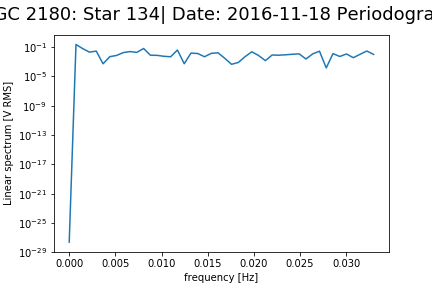 GC 2180: Star 134| Date: 2016-11-18 Periodogra
10⁻¹
10⁻⁵
10⁻⁹
10⁻¹³
10⁻¹⁷
10⁻²¹
10⁻²⁵
10⁻²⁹
Linear spectrum [V RMS]
0.000 0.005 0.010 0.015 0.020 0.025 0.030
frequency [Hz]